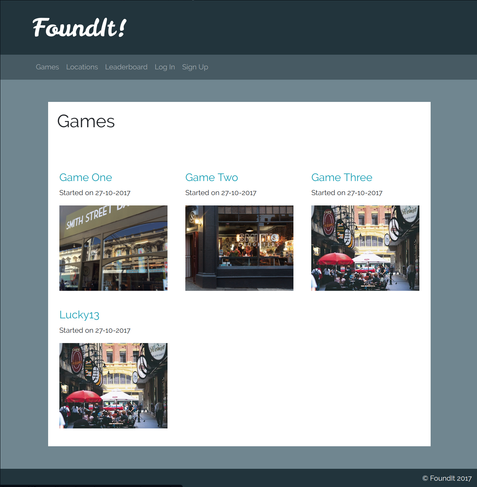 FoundIt!
Games Locations Leaderboard Log In Sign Up
Games
Game One Game Two Game Three
Started on 27-10-2017 Started on 27-10-2017 Started on 27-10-2017
SMITH STREET
Lucky13
Started on 27-10-2017
© FoundIt 2017